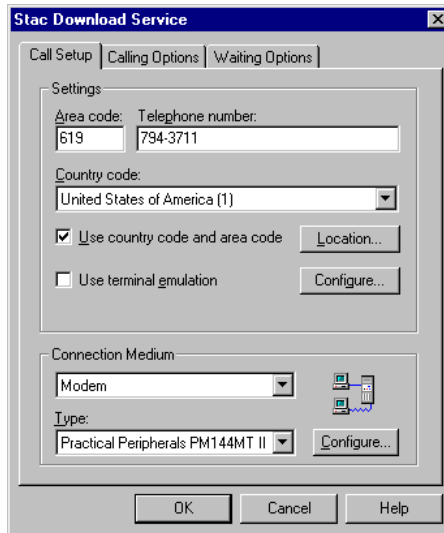 Stac Download Service
Call Setup Calling Options Waiting Options
Settings
Area code: Telephone number:
619 794-3711
Country code:
United States of America (1)
Use country code and area code Location...
Use terminal emulation Configure...
Connection Medium
Modem
Type:
Practical Peripherals PM144MT II Configure...
OK Cancel Help